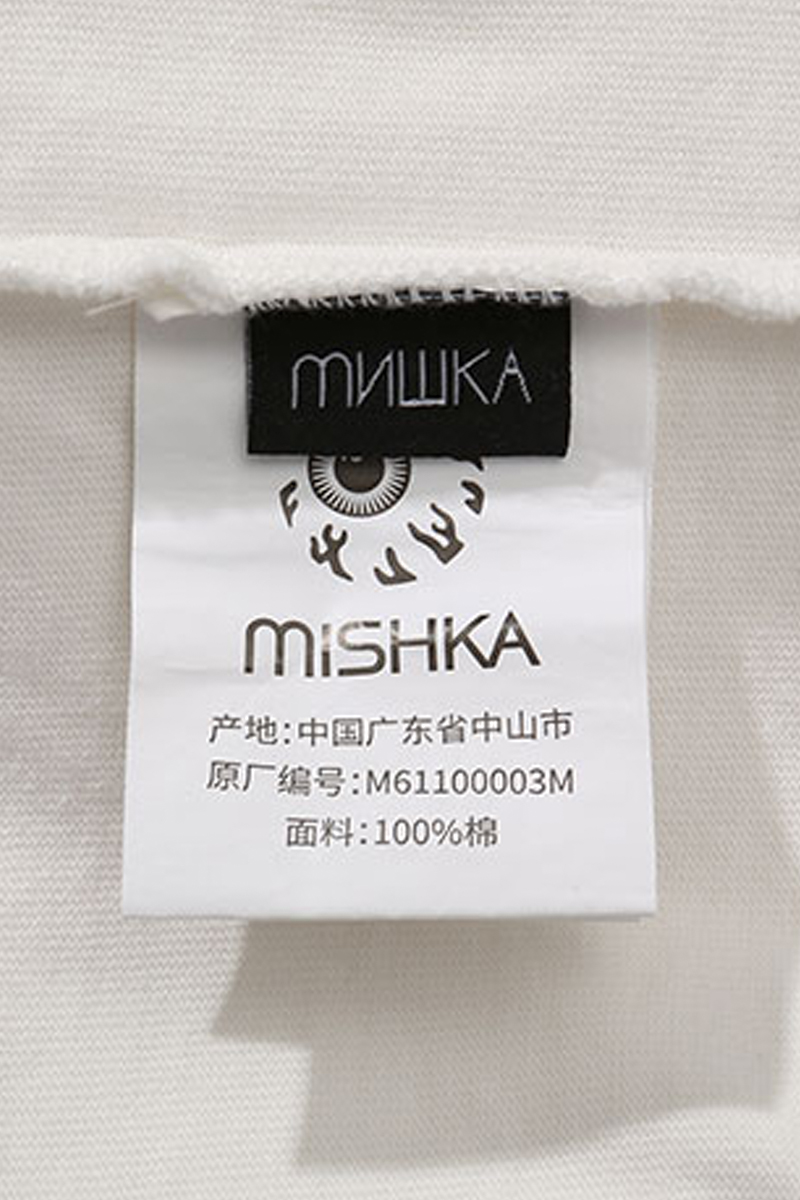 МИШКА
MISHKA
产地:中国广东省中山市
原厂编号:M61100003M
面料:100%棉